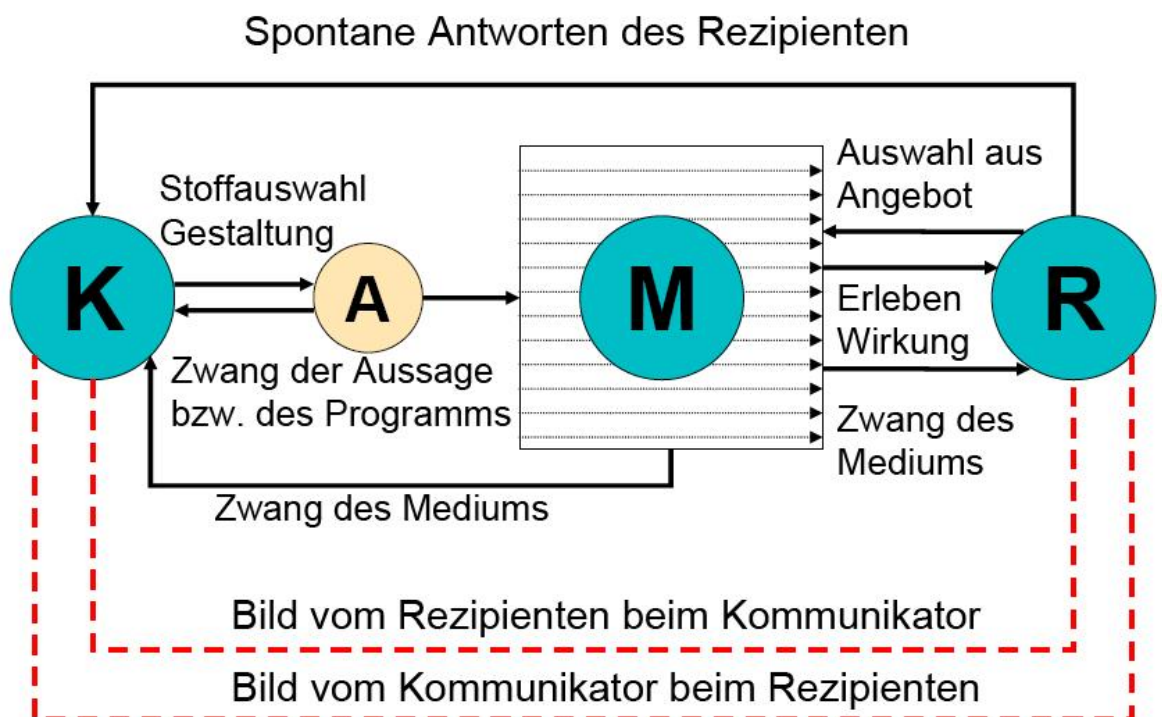 Spontane Antworten des Rezipienten
Stoffauswahl
Gestaltung
K
A
M
R
Auswahl aus
Angebot
Erleben
Wirkung
Zwang der Aussage
bzw. des Programms
Zwang des
Mediums
Zwang des Mediums
Bild vom Rezipienten beim Kommunikator
Bild vom Kommunikator beim Rezipienten